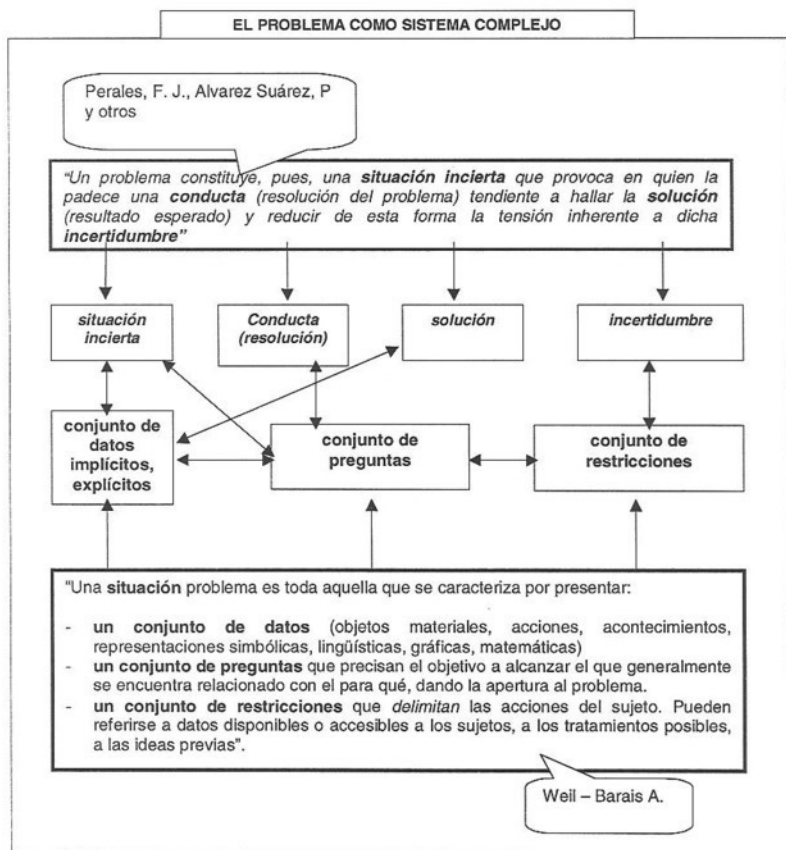 EL PROBLEMA COMO SISTEMA COMPLEJO
Perales, F. J., Alvarez Suárez, P
y otros
“Un problema constituye, pues, una situación incierta que provoca en quien la
padece una conducta (resolución del problema) tendiente a hallar la solución
(resultado esperado) y reducir de esta forma la tensión inherente a dicha
incertidumbre”
situación
incierta
Conducta
(resolución)
solución
incertidumbre
conjunto de
datos
implícitos,
explícitos
conjunto de
preguntas
conjunto de
restricciones
“Una situación problema es toda aquella que se caracteriza por presentar:
- un conjunto de datos (objetos materiales, acciones, acontecimientos,
representaciones simbólicas, lingüísticas, gráficas, matemáticas)
- un conjunto de preguntas que precisan el objetivo a alcanzar el que generalmente
se encuentra relacionado con el para qué, dando la apertura al problema.
- un conjunto de restricciones que delimitan las acciones del sujeto. Pueden
referirse a datos disponibles o accesibles a los sujetos, a los tratamientos posibles,
a las ideas previas”.
Weil – Barais A.